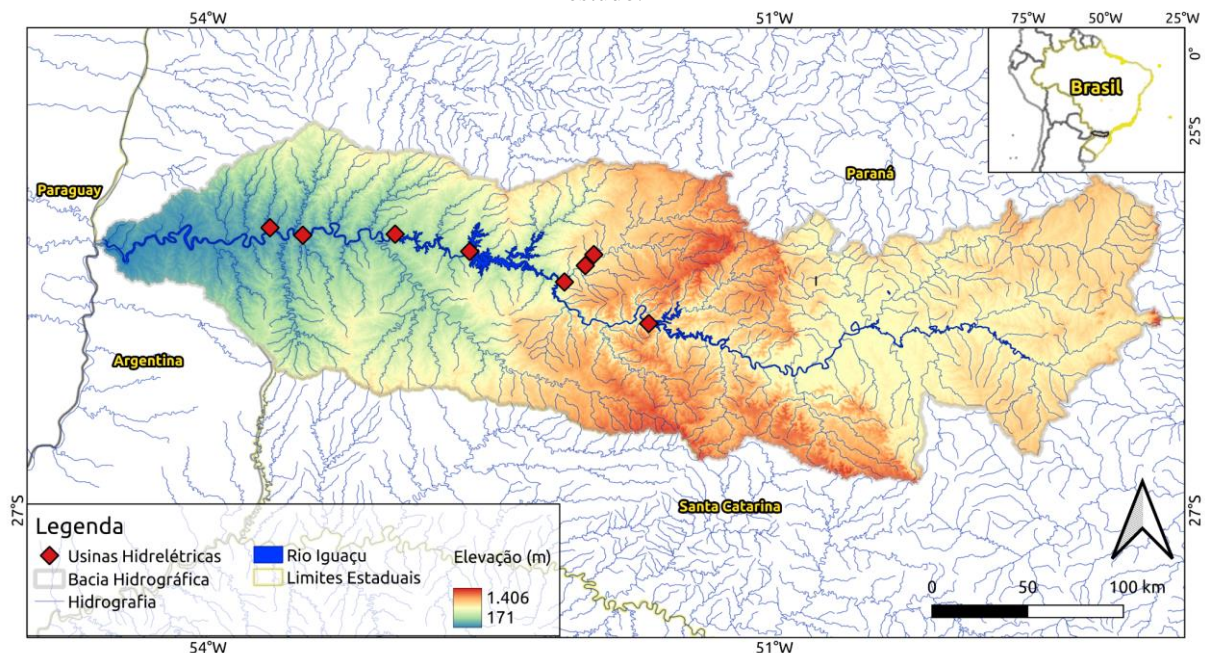 54°W
51°W
75°W
50°W
25°W
0°
Brasil
25°S
Paraná
Paraguay
Argentina
27°S
Santa Catarina
27°S
Legenda
Usinas Hidrelétricas
Rio Iguaçu
Elevação (m)
Bacia Hidrográfica
Limites Estaduais
1.406
Hidrografia
171
0
50
100 km
54°W
51°W